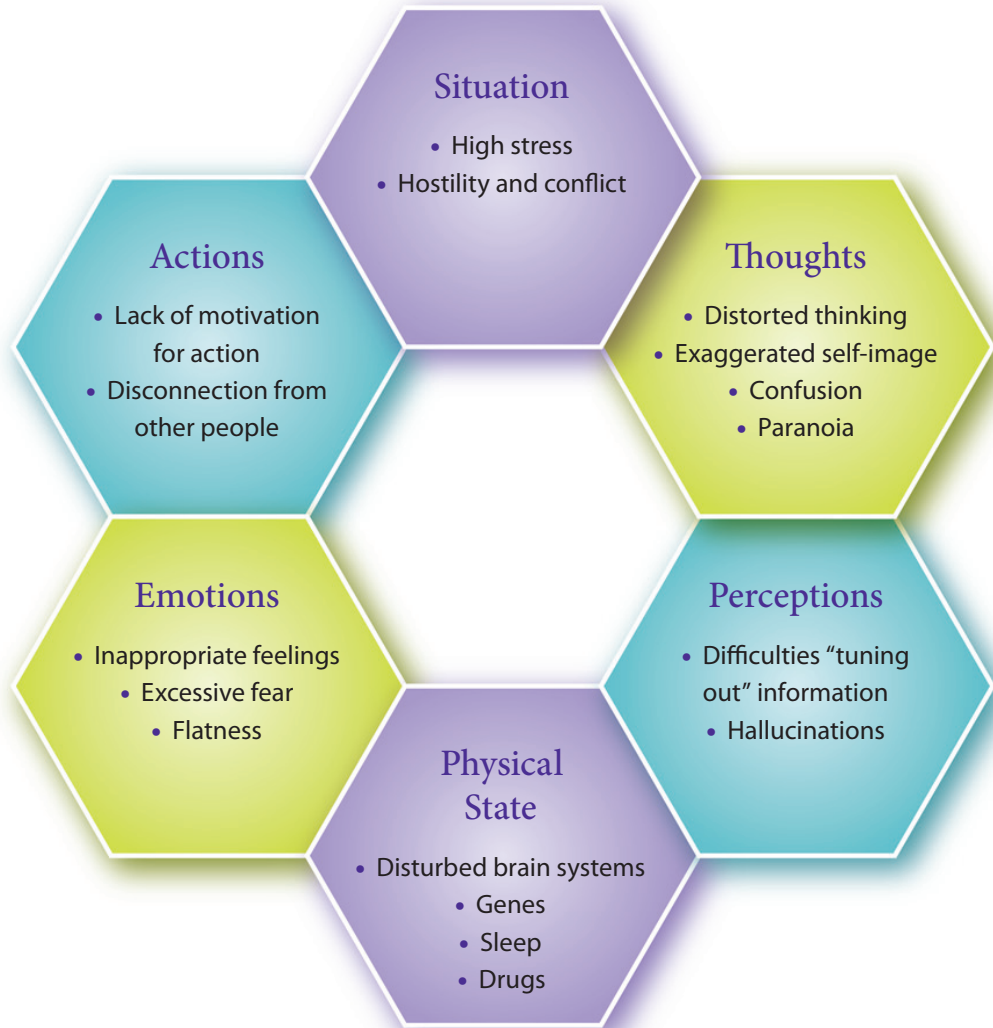 Situation
• High stress
• Hostility and conflict
Thoughts
• Distorted thinking
• Exaggerated self-image
• Confusion
• Paranoia
Perceptions
• Difficulties “tuning
out” information
• Hallucinations
Physical
State
• Disturbed brain systems
• Genes
• Sleep
• Drugs
Emotions
• Inappropriate feelings
• Excessive fear
• Flatness
Actions
• Lack of motivation
for action
• Disconnection from
other people